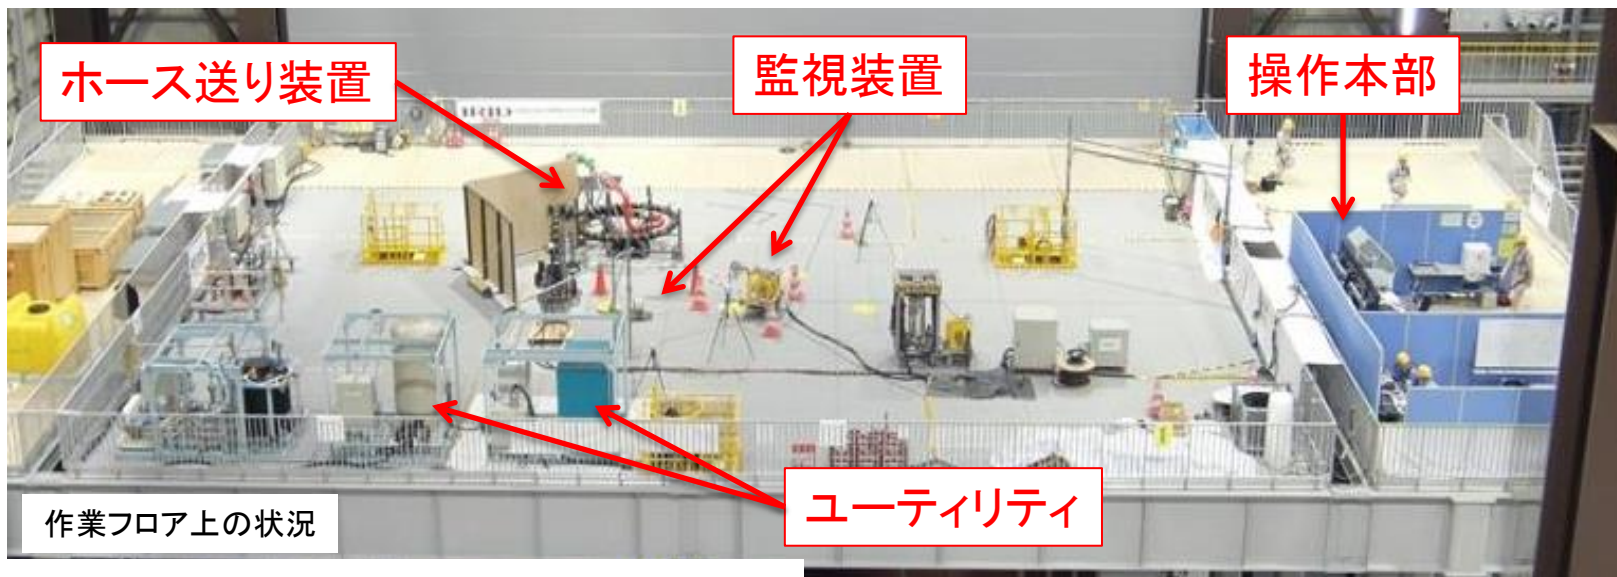 ホース送り装置
監視装置
操作本部
IRID
ユーティリティ
作業フロア上の状況